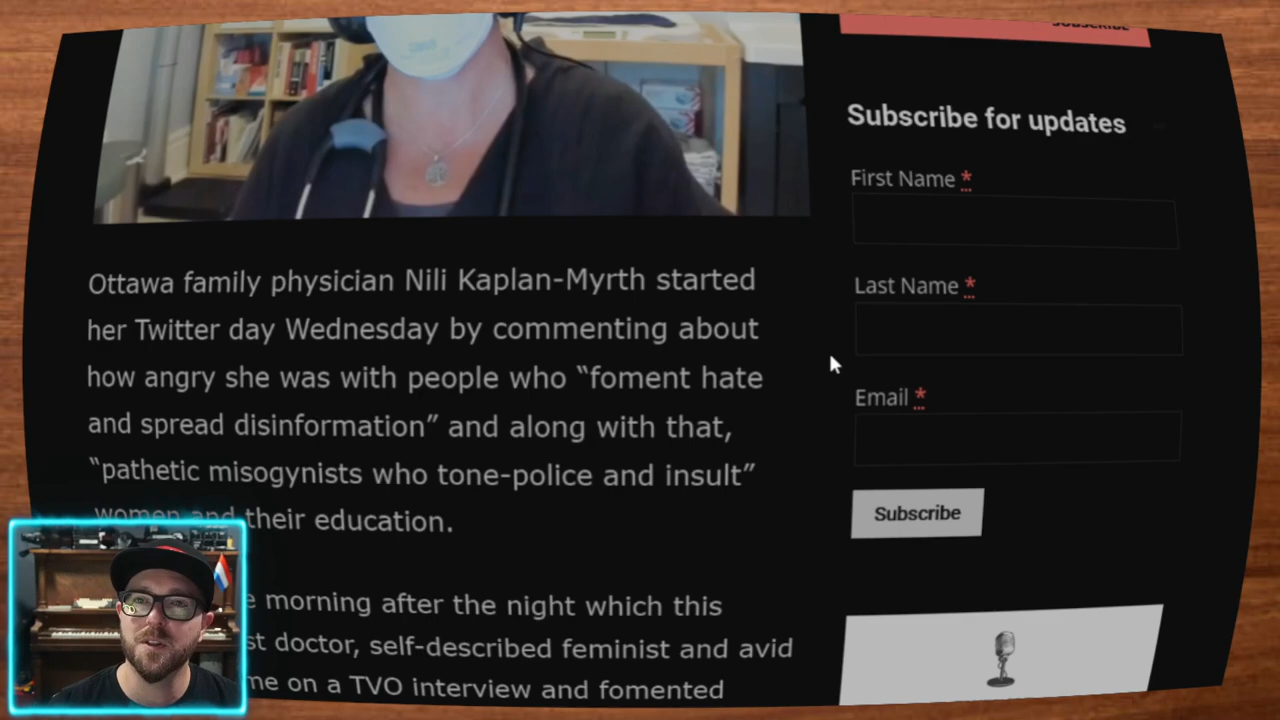 SUBSCRIBE
Subscribe for updates
First Name *
Last Name *
Email *
Subscribe
Ottawa family physician Nili Kaplan-Myrth started
her Twitter day Wednesday by commenting about
how angry she was with people who “foment hate
and spread disinformation” and along with that,
“pathetic misogynists who tone-police and insult”
women and their education.
morning after the night which this
doctor, self-described feminist and avid
on a TVO interview and fomented